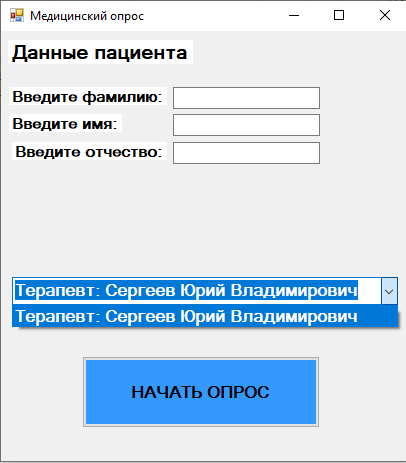 Медицинский опрос
Данные пациента
Введите фамилию:
Введите имя:
Введите отчество:
Терапевт: Сергеев Юрий Владимирович
Терапевт: Сергеев Юрий Владимирович
НАЧАТЬ ОПРОС